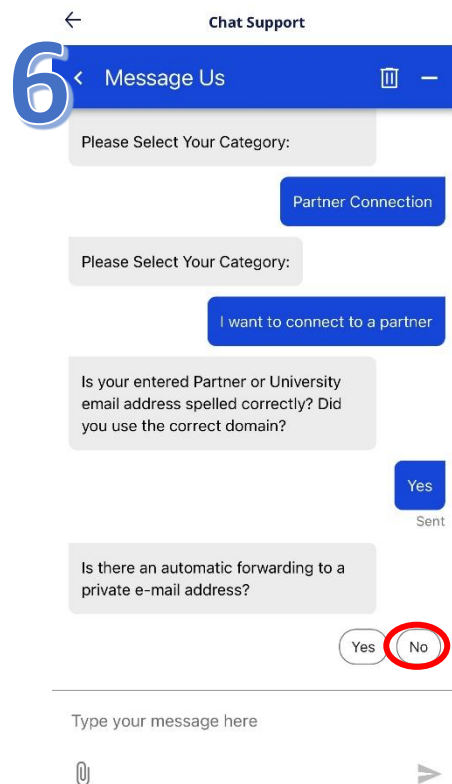 Chat Support
6
Message Us
Please Select Your Category:
Partner Connection
Please Select Your Category:
I want to connect to a partner
Is your entered Partner or University
email address spelled correctly? Did
you use the correct domain?
Yes
Sent
Is there an automatic forwarding to a
private e-mail address?
Yes
No
Type your message here